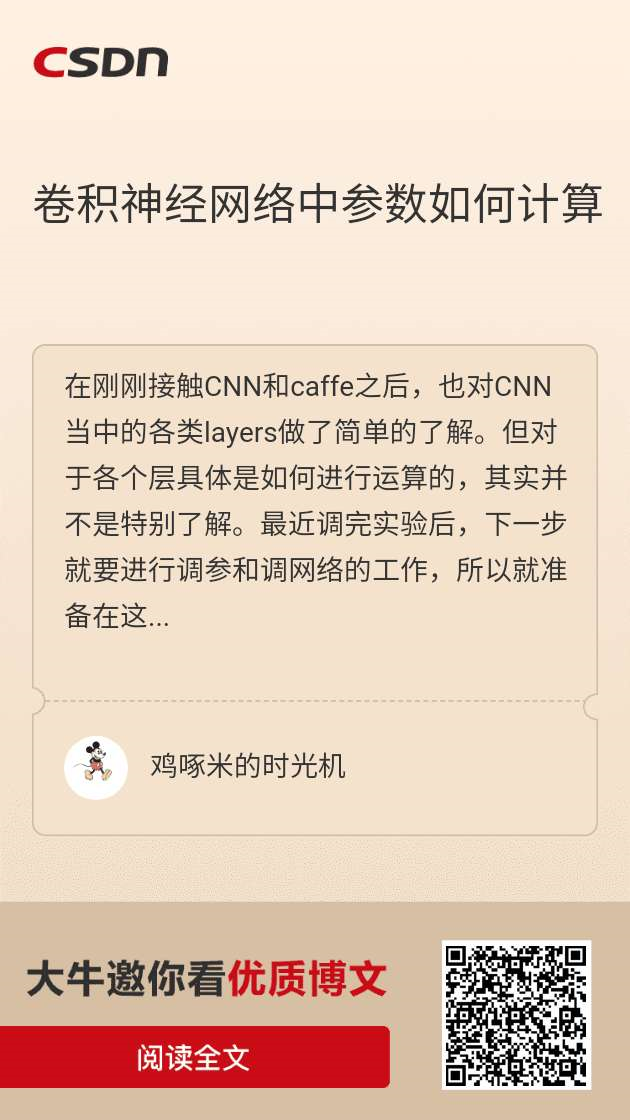 CSDN
卷积神经网络中参数如何计算
在刚刚接触CNN和caffe之后，也对CNN
当中的各类layers做了简单的了解。但对
于各个层具体是如何进行运算的，其实并
不是特别了解。最近调完实验后，下一步
就要进行调参和调网络的工作，所以就准
备在这...
鸡啄米的时光机
大牛邀你看优质博文
阅读全文